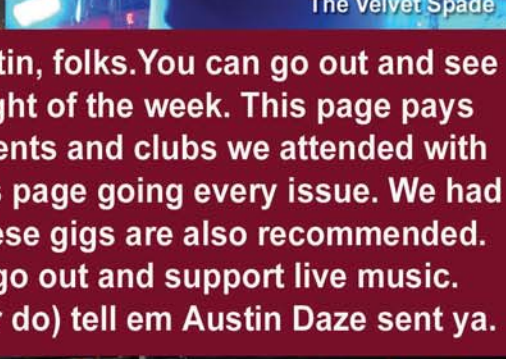 The Velvet Spade
tin, folks.You can go out and see
ght of the week. This page pays
ents and clubs we attended with
s page going every issue. We had
ese gigs are also recommended.
go out and support live music.
r do) tell em Austin Daze sent ya.